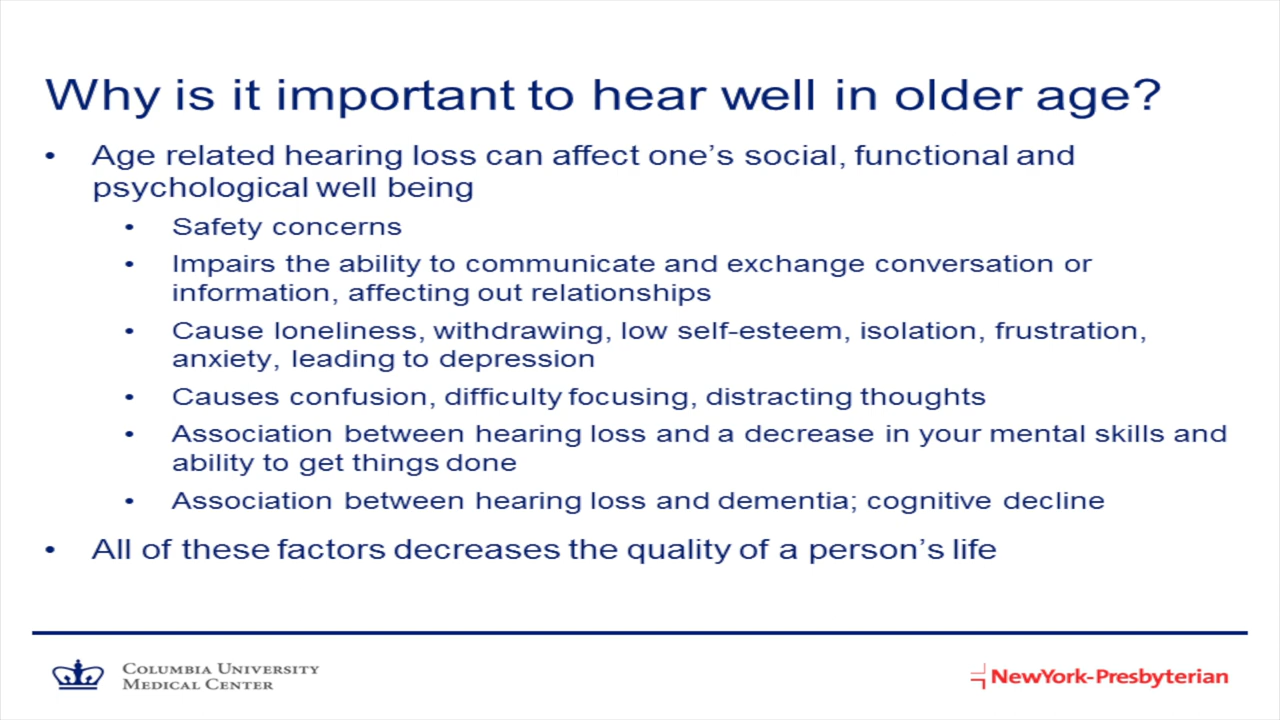 Why is it important to hear well in older age?
• Age related hearing loss can affect one's social, functional and
psychological well being
• Safety concerns
• Impairs the ability to communicate and exchange conversation or
information, affecting out relationships
• Cause loneliness, withdrawing, low self-esteem, isolation, frustration,
anxiety, leading to depression
• Causes confusion, difficulty focusing, distracting thoughts
• Association between hearing loss and a decrease in your mental skills and
ability to get things done
• Association between hearing loss and dementia; cognitive decline
• All of these factors decreases the quality of a person's life
COLUMBIA UNIVERSITY
MEDICAL CENTER
NewYork-Presbyterian